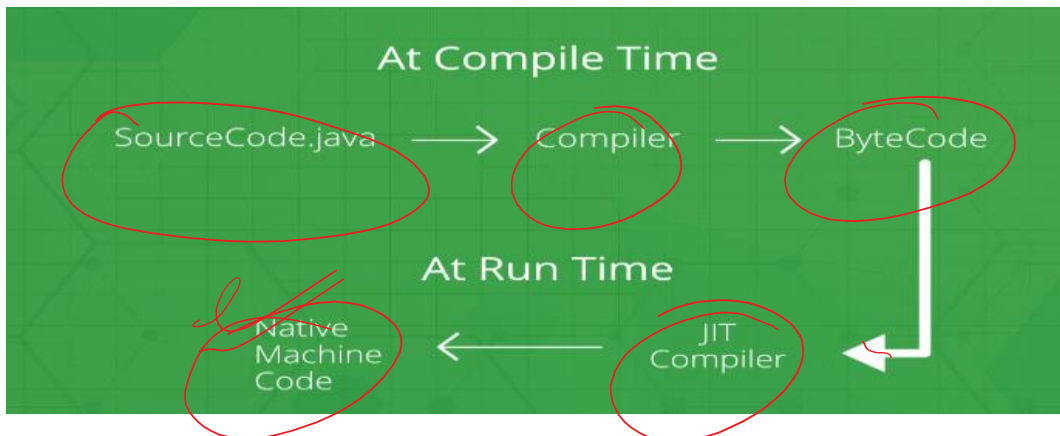 At Compile Time
SourceCode.java
Compiler
ByteCode
At Run Time
Native
Machine
Code
JIT
Compiler